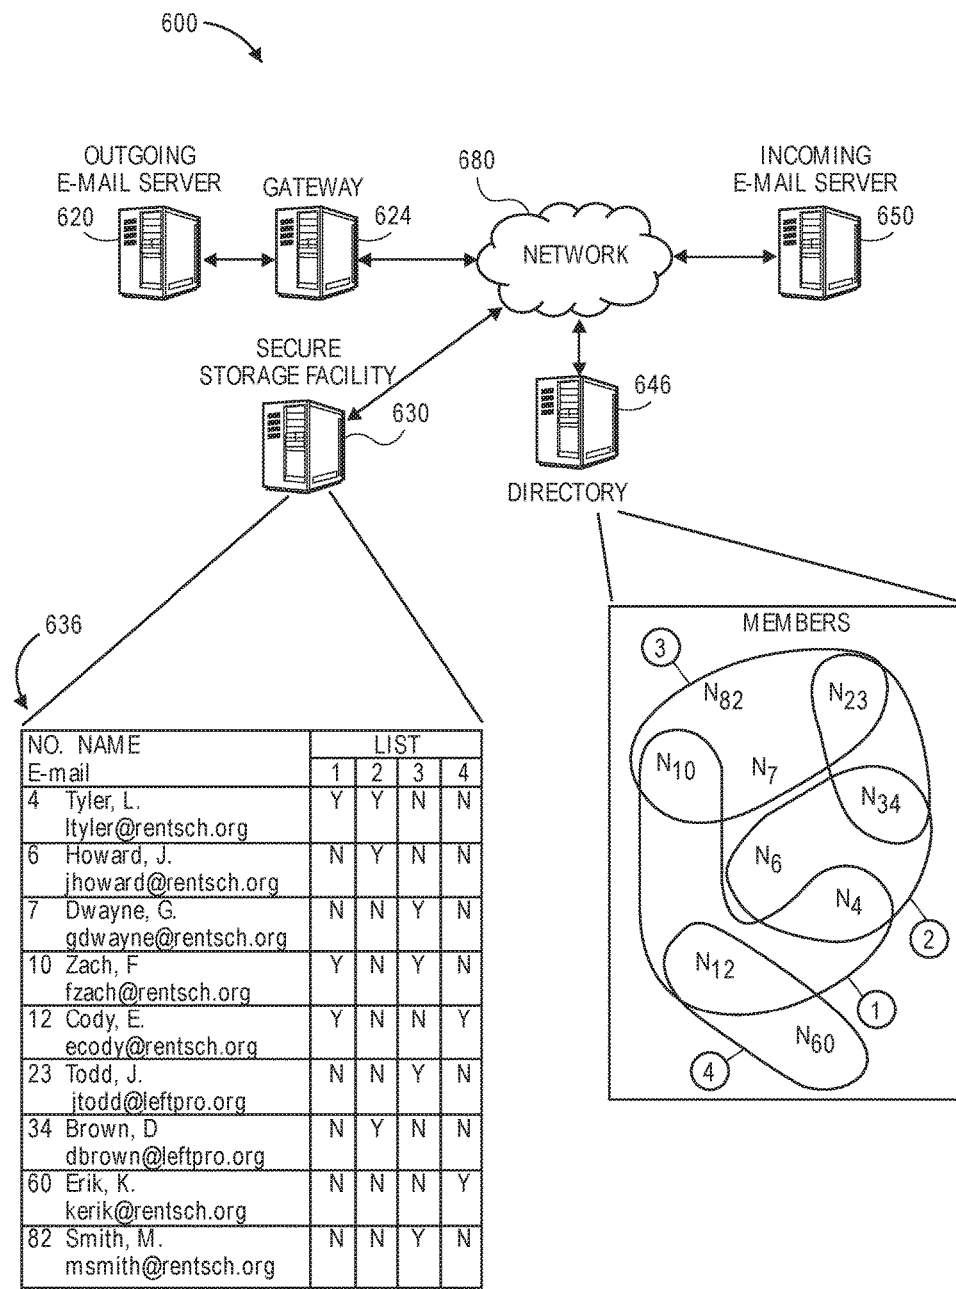 600
OUTGOING
E-MAIL SERVER
620
GATEWAY
624
680
NETWORK
INCOMING
E-MAIL SERVER
650
SECURE
STORAGE FACILITY
630
646
DIRECTORY
636
NO. NAME LIST
E-mail 1 2 3 4
4 Tyler, L. Y Y N N
ltyler@rentsch.org
6 Howard, J. N Y N N
jhoward@rentsch.org
7 Dwayne, G. N N Y N
gdwayne@rentsch.org
10 Zach, F Y N Y N
fzach@rentsch.org
12 Cody, E. Y N N Y
ecody@rentsch.org
23 Todd, J. N N Y N
jtodd@leftpro.org
34 Brown, D N Y N N
dbrown@leftpro.org
60 Erik, K. N N N Y
kerik@rentsch.org
82 Smith, M. N N Y N
msmith@rentsch.org
MEMBERS
3
N82
N23
N10
N7
N34
N6
N4
2
N12
1
N60
4